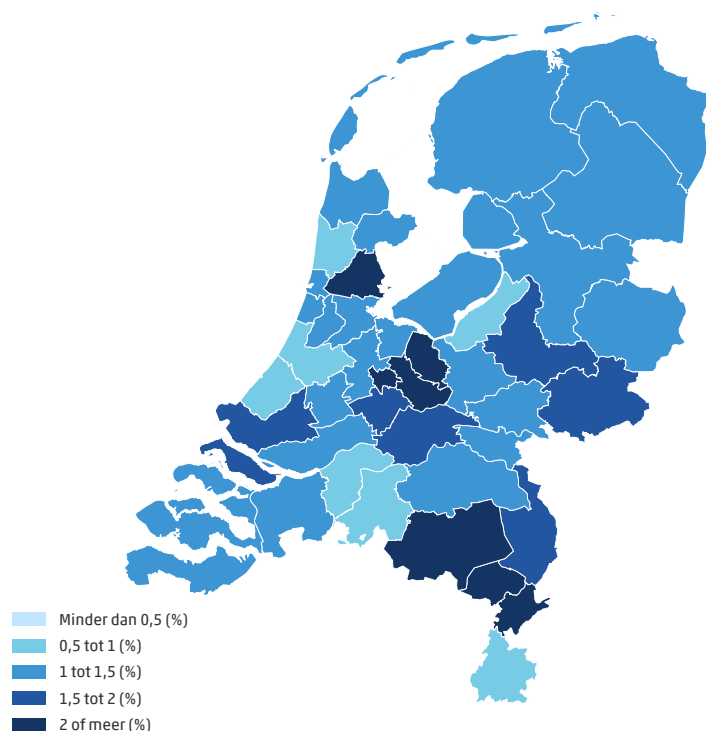 Minder dan 0,5 (%)
0,5 tot 1 (%)
1 tot 1,5 (%)
1,5 tot 2 (%)
2 of meer (%)